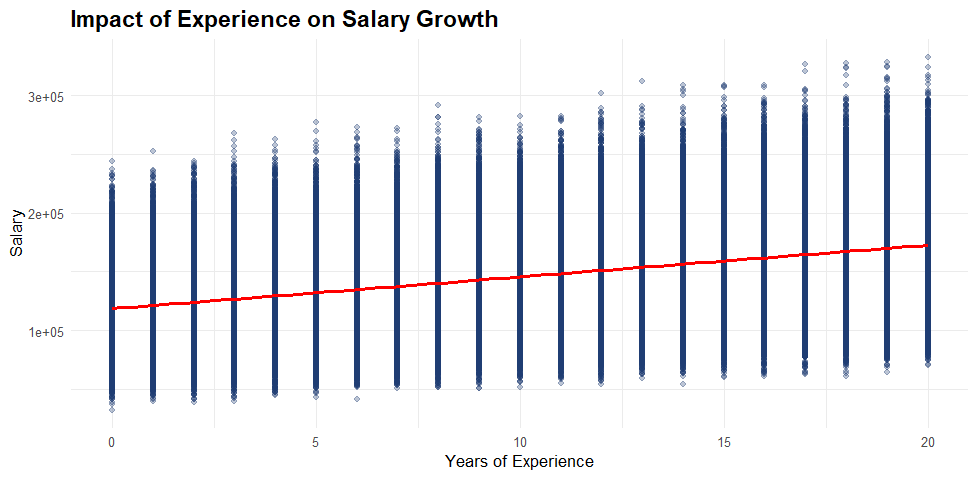 Impact of Experience on Salary Growth
3e+05
2e+05
1e+05
Salary
0 5 10 15 20
Years of Experience